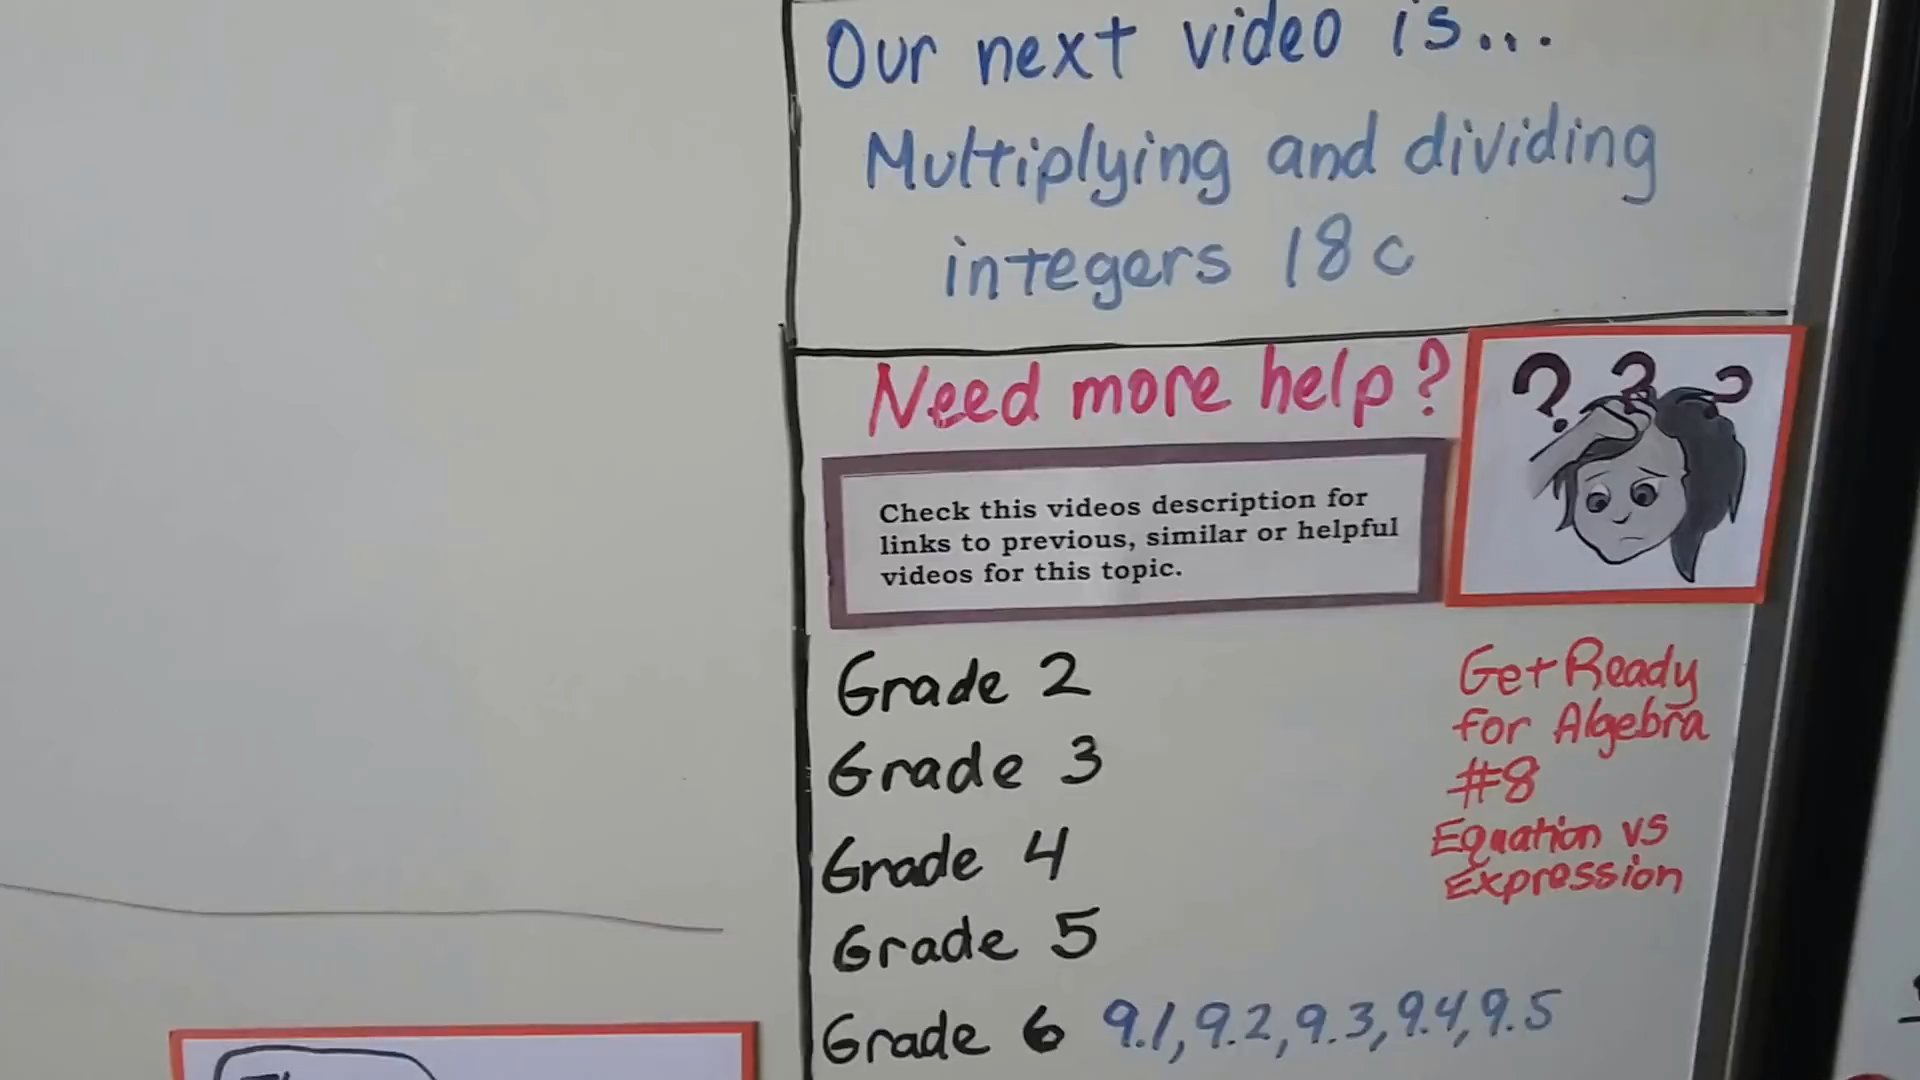 Our next video is...
Multiplying and dividing
integers 18c
Need more help?
? ? ?
Check this videos description for
links to previous, similar or helpful
videos for this topic.
Grade 2
Grade 3
Grade 4
Grade 5
Grade 6 9.1, 9.2, 9.3, 9.4, 9.5
Get Ready
for Algebra
#8
Equation vs
Expression